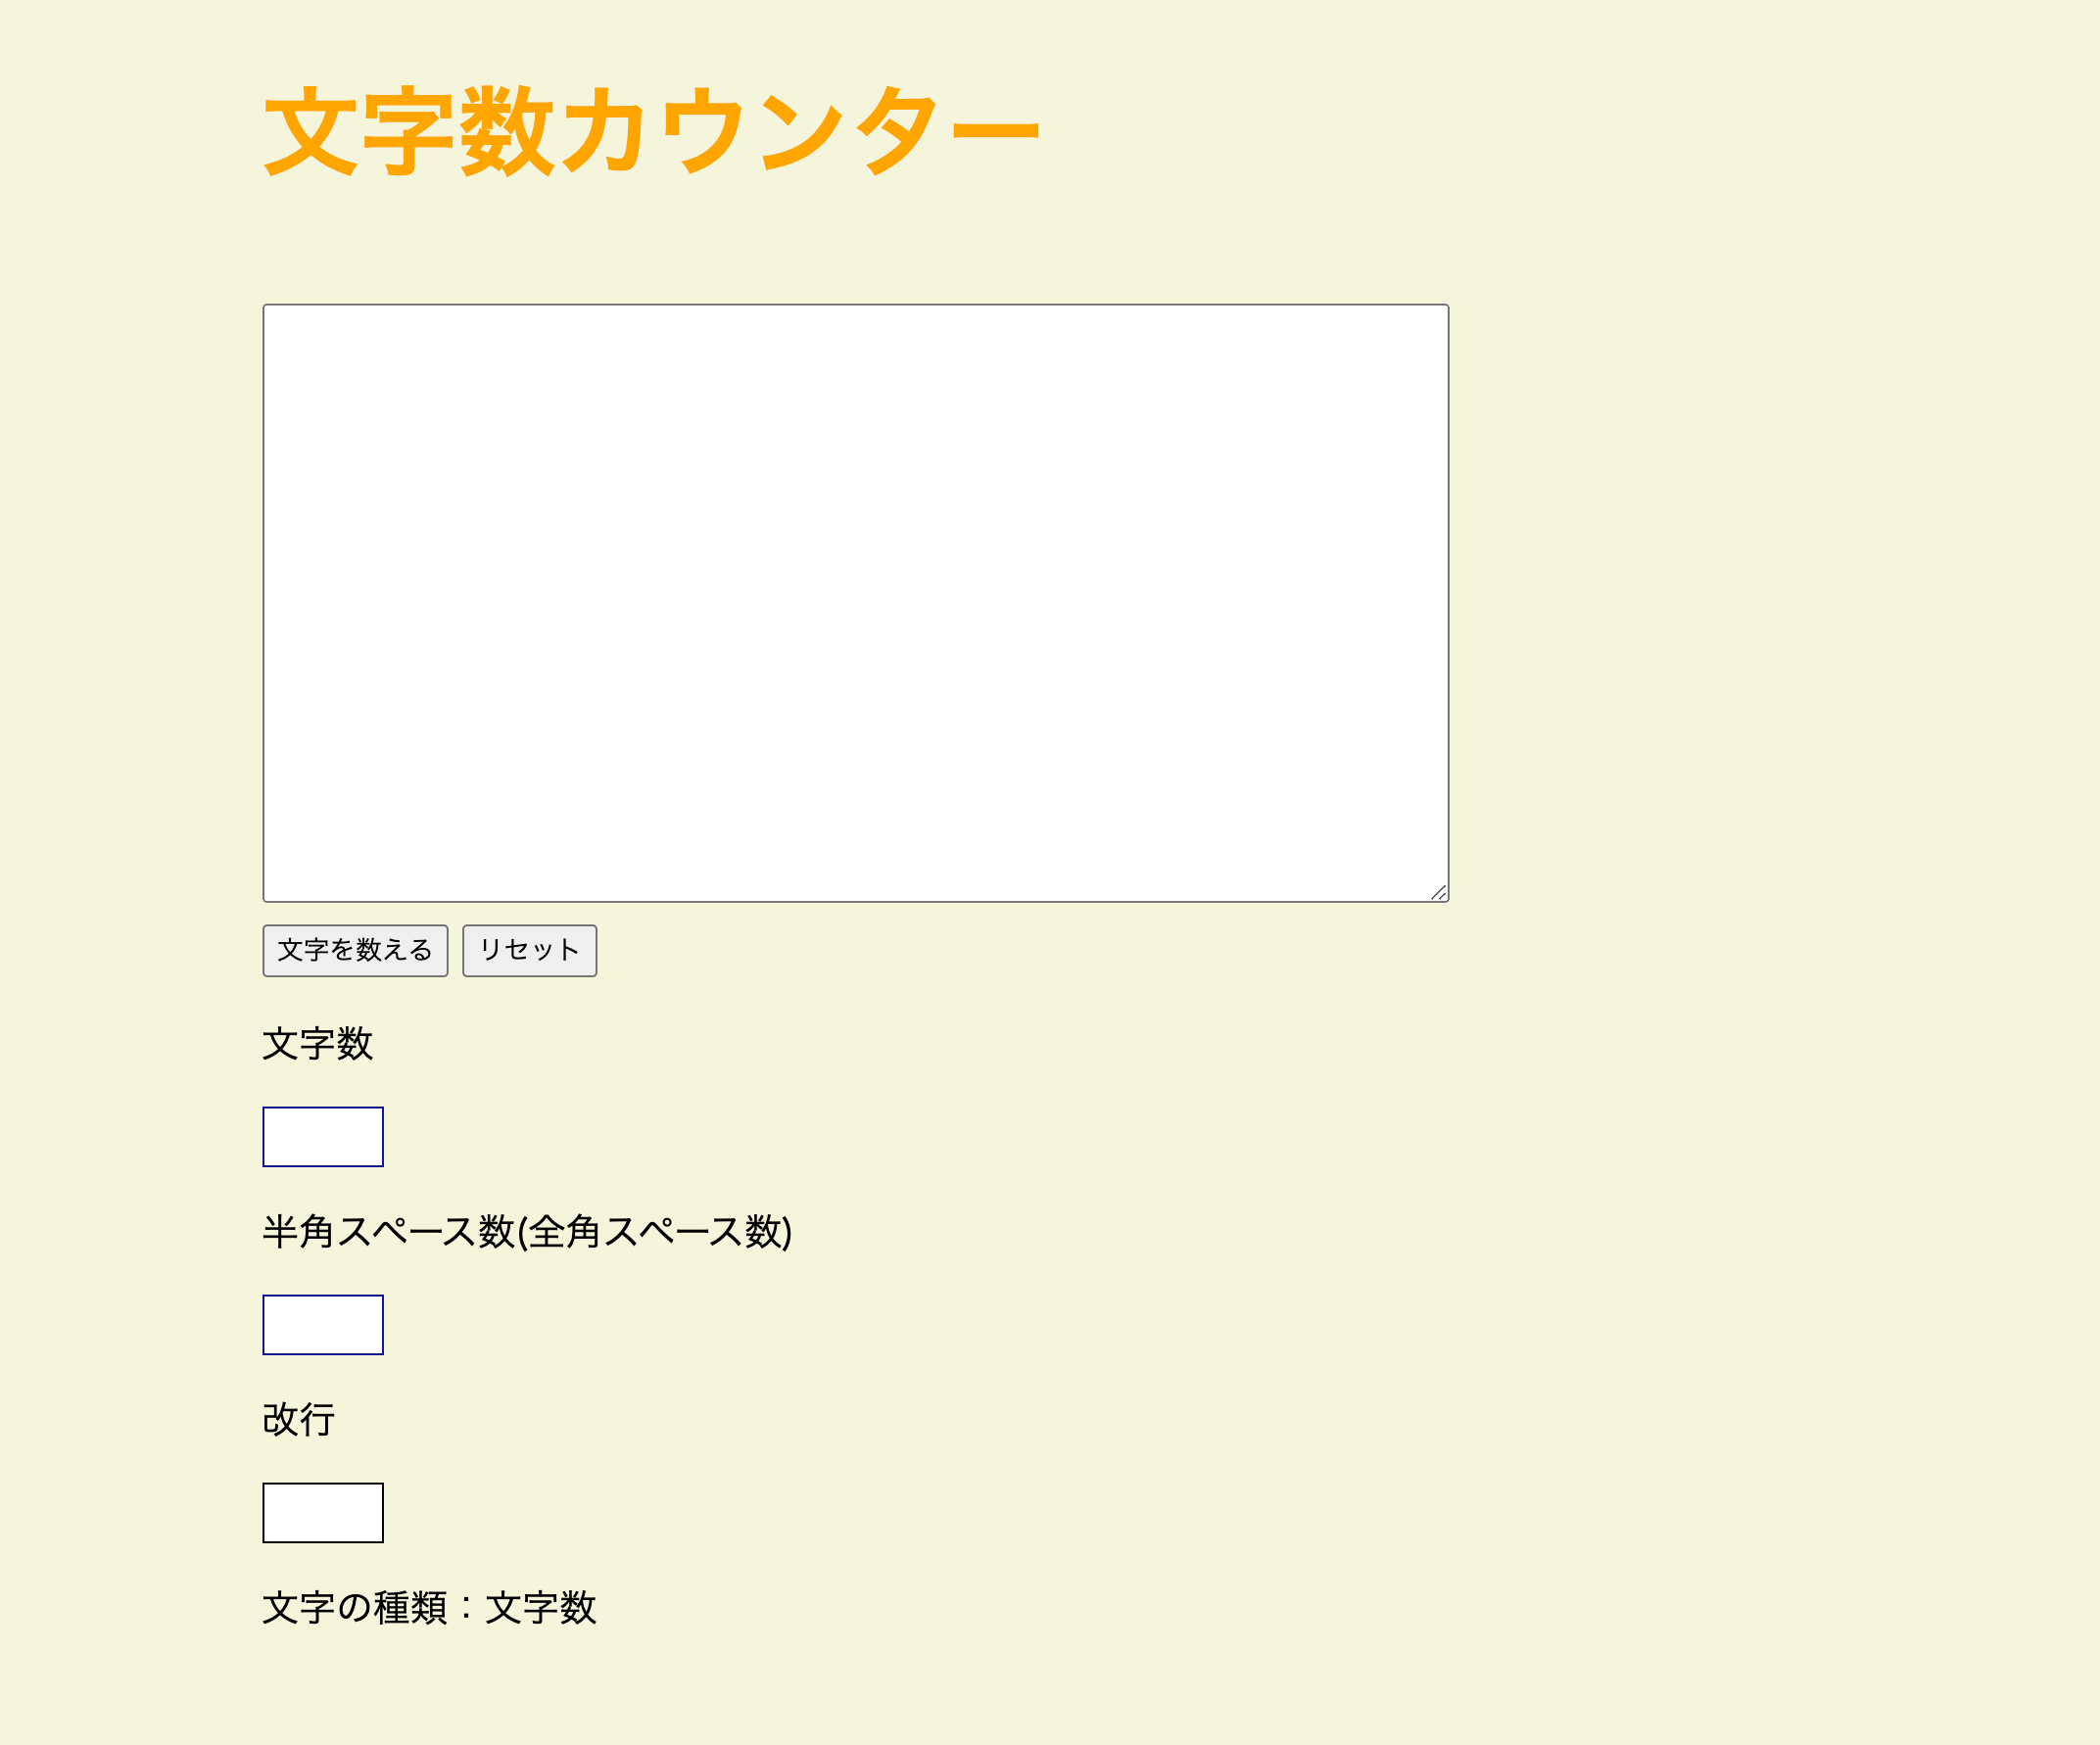 文字数カウンター
文字を数える リセット
文字数
半角スペース数(全角スペース数)
改行
文字の種類：文字数